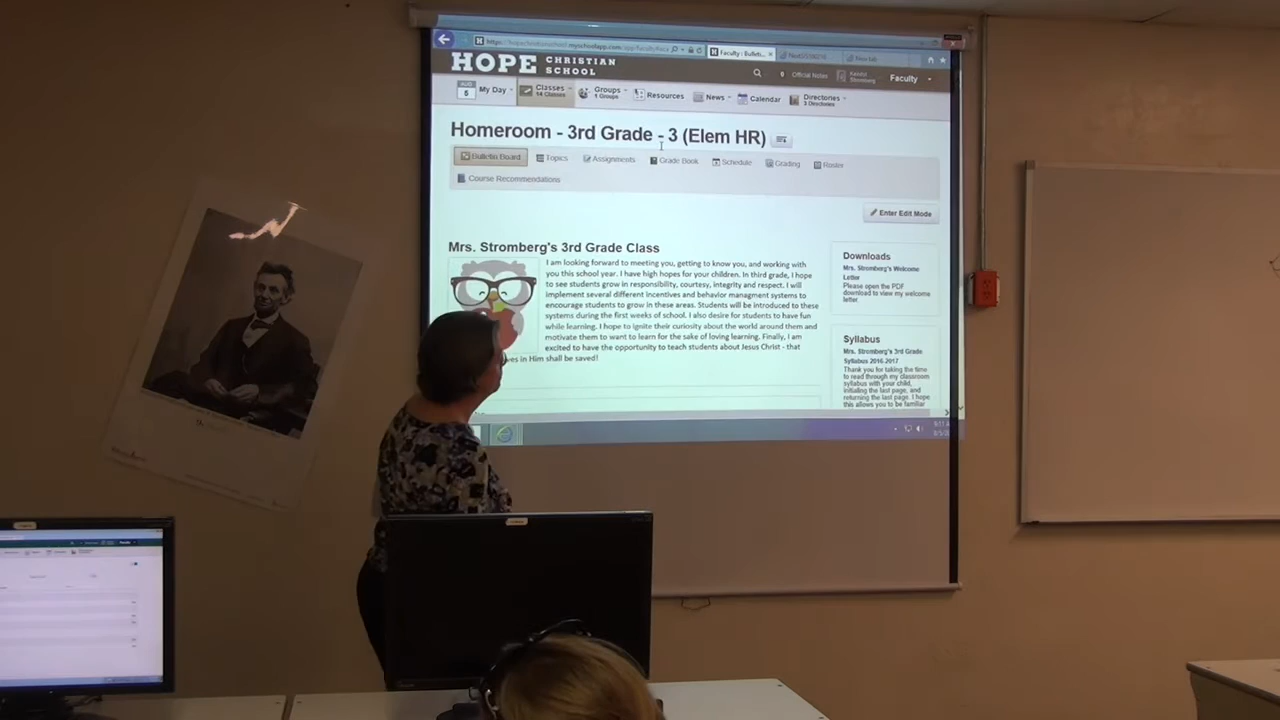 HOPE CHRISTIAN SCHOOL
0 Official Notes
Faculty
AUG 5 My Day
Classes 14 Classes
Groups 1 Groups
Resources
News
Calendar
Directories 3 Directories
Homeroom - 3rd Grade - 3 (Elem HR)
Bulletin Board
Topics
Assignments
Grade Book
Schedule
Grading
Roster
Course Recommendations
Enter Edit Mode
Mrs. Stromberg's 3rd Grade Class
I am looking forward to meeting you, getting to know you, and working with
you this school year. I have high hopes for your children. In third grade, I hope
to see students grow in responsibility, courtesy, integrity and respect. I will
implement several different incentives and behavior managment systems to
encourage students to grow in these areas. Students will be introduced to these
systems during the first weeks of school. I also desire for students to have fun
while learning. I hope to ignite their curiosity about the world around them and
motivate them to want to learn for the sake of loving learning. Finally, I am
excited to have the opportunity to teach students about Jesus Christ - that
in Him shall be saved!
Downloads
Mrs. Stromberg's Welcome
Letter
Please open the PDF
download to view my welcome
letter
Syllabus
Mrs. Stromberg's 3rd Grade
Syllabus 2016-2017
Thank you for taking the time
to read through my classroom
syllabus with your child,
initialing the last page, and
returning the last page. I hope
this allows you to be familiar